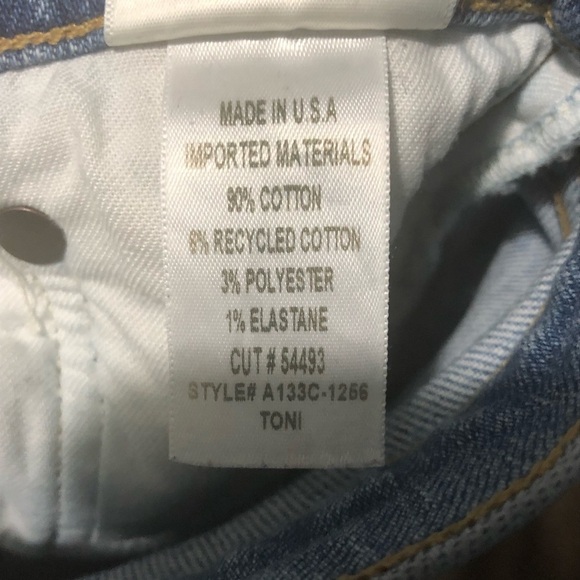 MADE IN U.S.A
IMPORTED MATERIALS
90% COTTON
6% RECYCLED COTTON
3% POLYESTER
1% ELASTANE
CUT # 54493
STYLE# A133C-1256
TONI